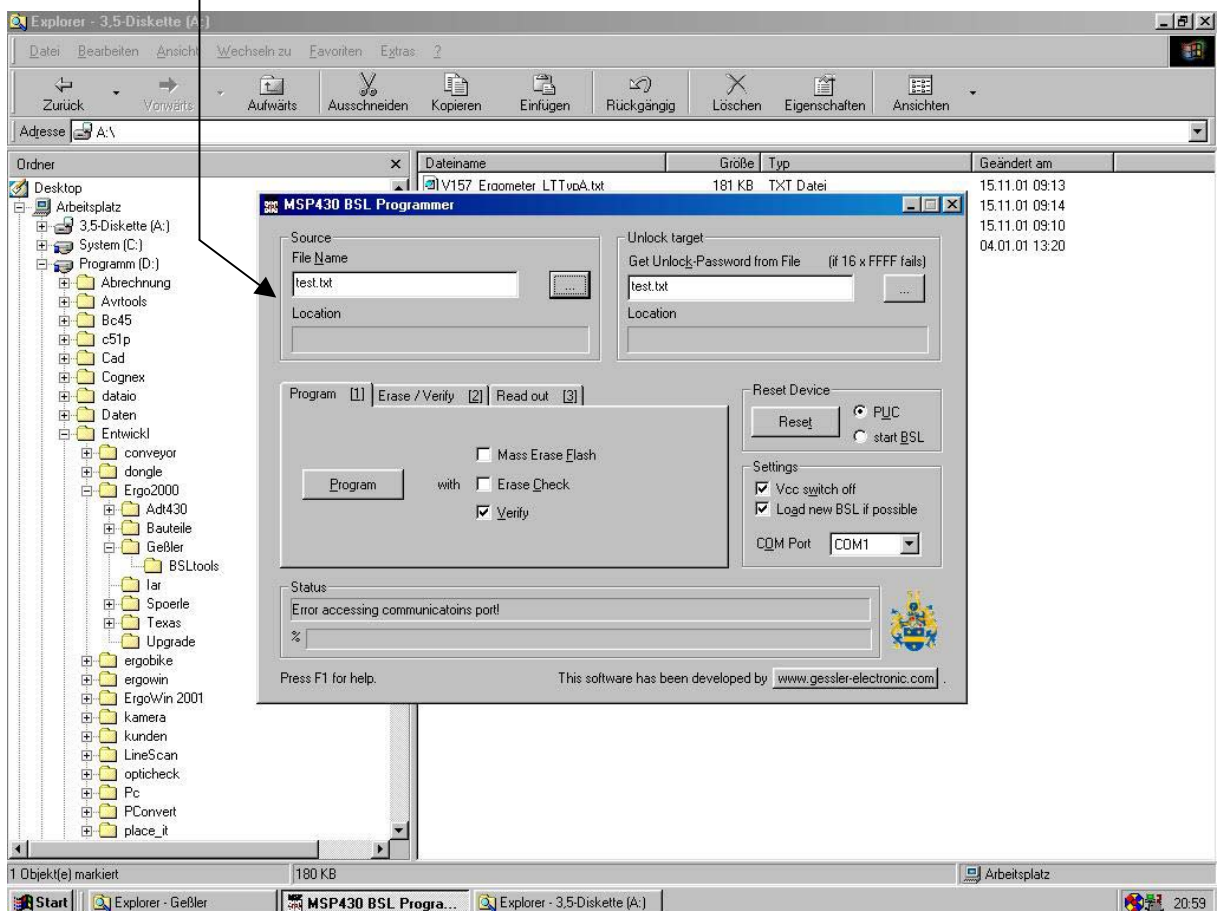 Explorer - 3,5-Diskette (A:)
Datei Bearbeiten Ansicht Wechseln zu Favoriten Extras ?
Zurück Vorwärts Aufwärts Ausschneiden Kopieren Einfügen Rückgängig Löschen Eigenschaften Ansichten
Adresse A:\
Ordner
Desktop
Arbeitsplatz
3,5-Diskette (A:)
System (C:)
Programm (D:)
Abrechnung
Avrtools
Bc45
c51p
Cad
Cognex
dataio
Daten
Entwickl
conveyor
dongle
Ergo2000
Adt430
Bauteile
Geßler
BSLtools
Iar
Spoerle
Texas
Upgrade
ergobike
ergowin
ErgoWin 2001
kamera
kunden
LineScan
opticheck
Pc
PConvert
place_it
Dateiname Größe Typ Geändert am
V157_Ergometer_LTTypA.txt 181 KB TXT Datei 15.11.01 09:13
15.11.01 09:14
15.11.01 09:10
04.01.01 13:20
MSP430 BSL Programmer
Source
File Name
test.txt ...
Location
Unlock target
Get Unlock-Password from File (if 16 x FFFF fails)
test.txt ...
Location
Program [1] Erase / Verify [2] Read out [3]
Program with
Mass Erase Flash
Erase Check
Verify
Reset Device
Reset
PUC
start BSL
Settings
Vcc switch off
Load new BSL if possible
COM Port COM1
Status
Error accessing communicatoins port!
%
Press F1 for help. This software has been developed by www.gessler-electronic.com .
1 Objekt(e) markiert 180 KB Arbeitsplatz
Start Explorer - Geßler MSP430 BSL Progra... Explorer - 3,5-Diskette (A:) 20:59